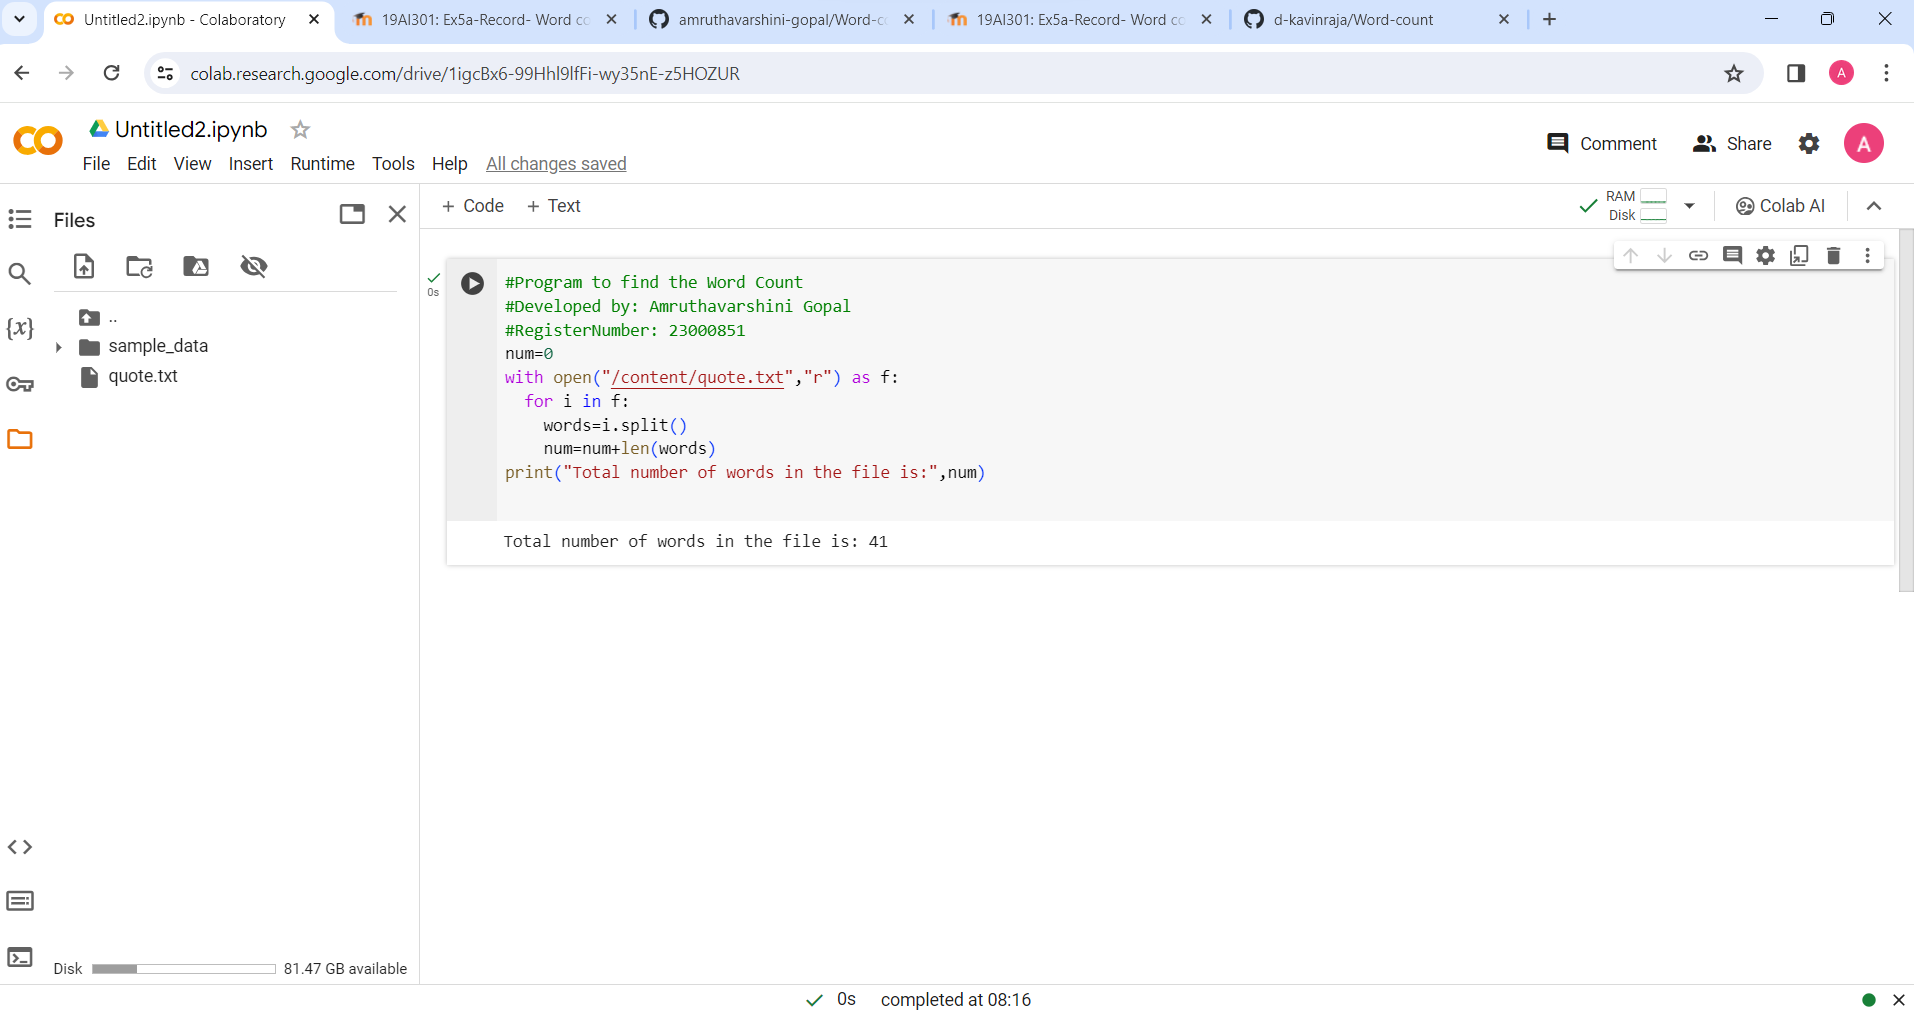 Untitled2.ipynb - Colaboratory
19AI301: Ex5a-Record- Word co
amruthavarshini-gopal/Word-c
19AI301: Ex5a-Record- Word co
d-kavinraja/Word-count
colab.research.google.com/drive/1igcBx6-99Hhl9lfFi-wy35nE-z5HOZUR
A
Untitled2.ipynb
File Edit View Insert Runtime Tools Help All changes saved
Comment Share A
Files
+ Code + Text
RAM
Disk
Colab AI
..
sample_data
quote.txt
{x}
0s
#Program to find the Word Count
#Developed by: Amruthavarshini Gopal
#RegisterNumber: 23000851
num=0
with open("/content/quote.txt","r") as f:
  for i in f:
    words=i.split()
    num=num+len(words)
print("Total number of words in the file is:",num)
Total number of words in the file is: 41
Disk 81.47 GB available
0s completed at 08:16